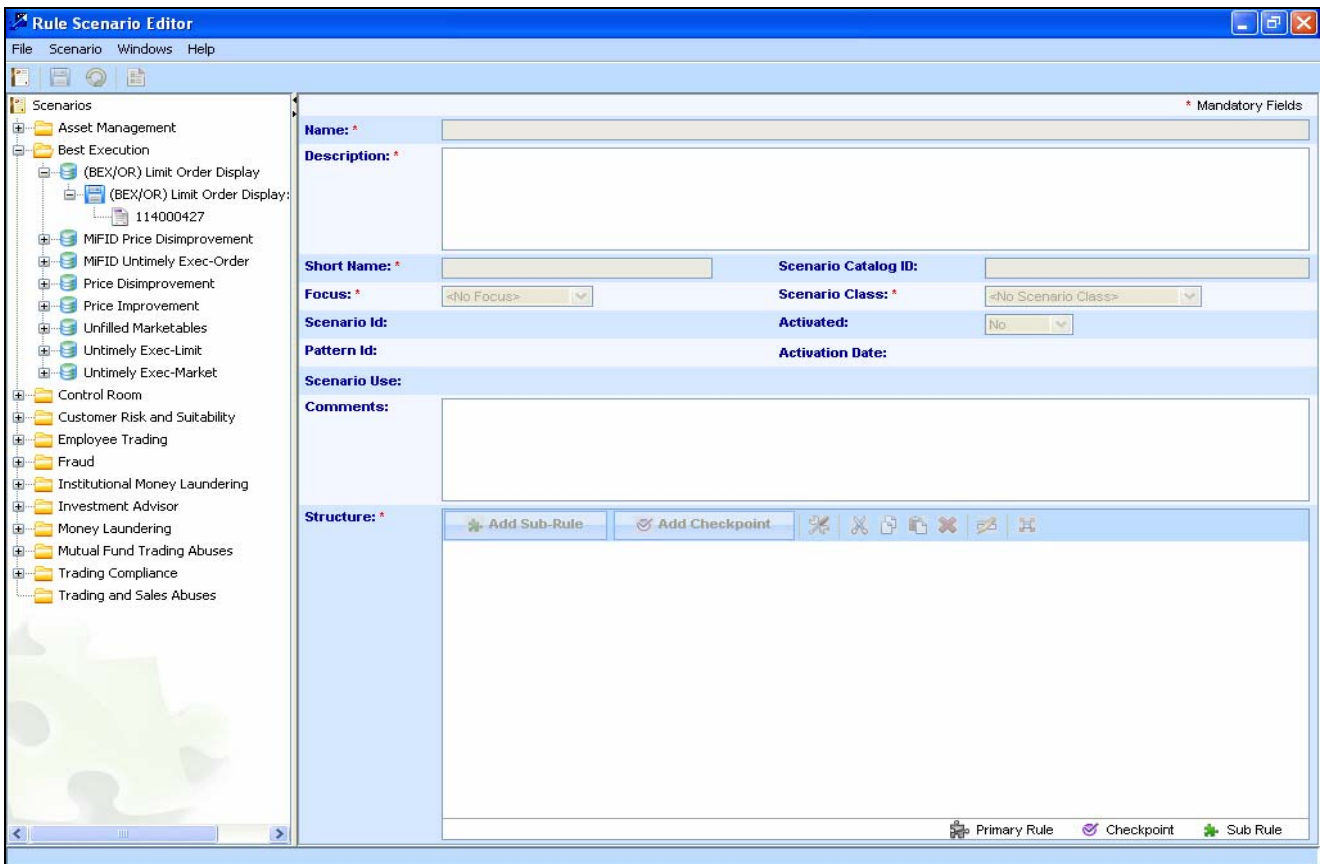 Rule Scenario Editor
File Scenario Windows Help
Scenarios
Asset Management
Best Execution
(BEX/OR) Limit Order Display
(BEX/OR) Limit Order Display:
114000427
MiFID Price Disimprovement
MiFID Untimely Exec-Order
Price Disimprovement
Price Improvement
Unfilled Marketables
Untimely Exec-Limit
Untimely Exec-Market
Control Room
Customer Risk and Suitability
Employee Trading
Fraud
Institutional Money Laundering
Investment Advisor
Money Laundering
Mutual Fund Trading Abuses
Trading Compliance
Trading and Sales Abuses
* Mandatory Fields
Name: *
Description: *
Short Name: * Scenario Catalog ID:
Focus: * <No Focus> Scenario Class: * <No Scenario Class>
Scenario Id: Activated: No
Pattern Id: Activation Date:
Scenario Use:
Comments:
Structure: * Add Sub-Rule Add Checkpoint
Primary Rule Checkpoint Sub Rule